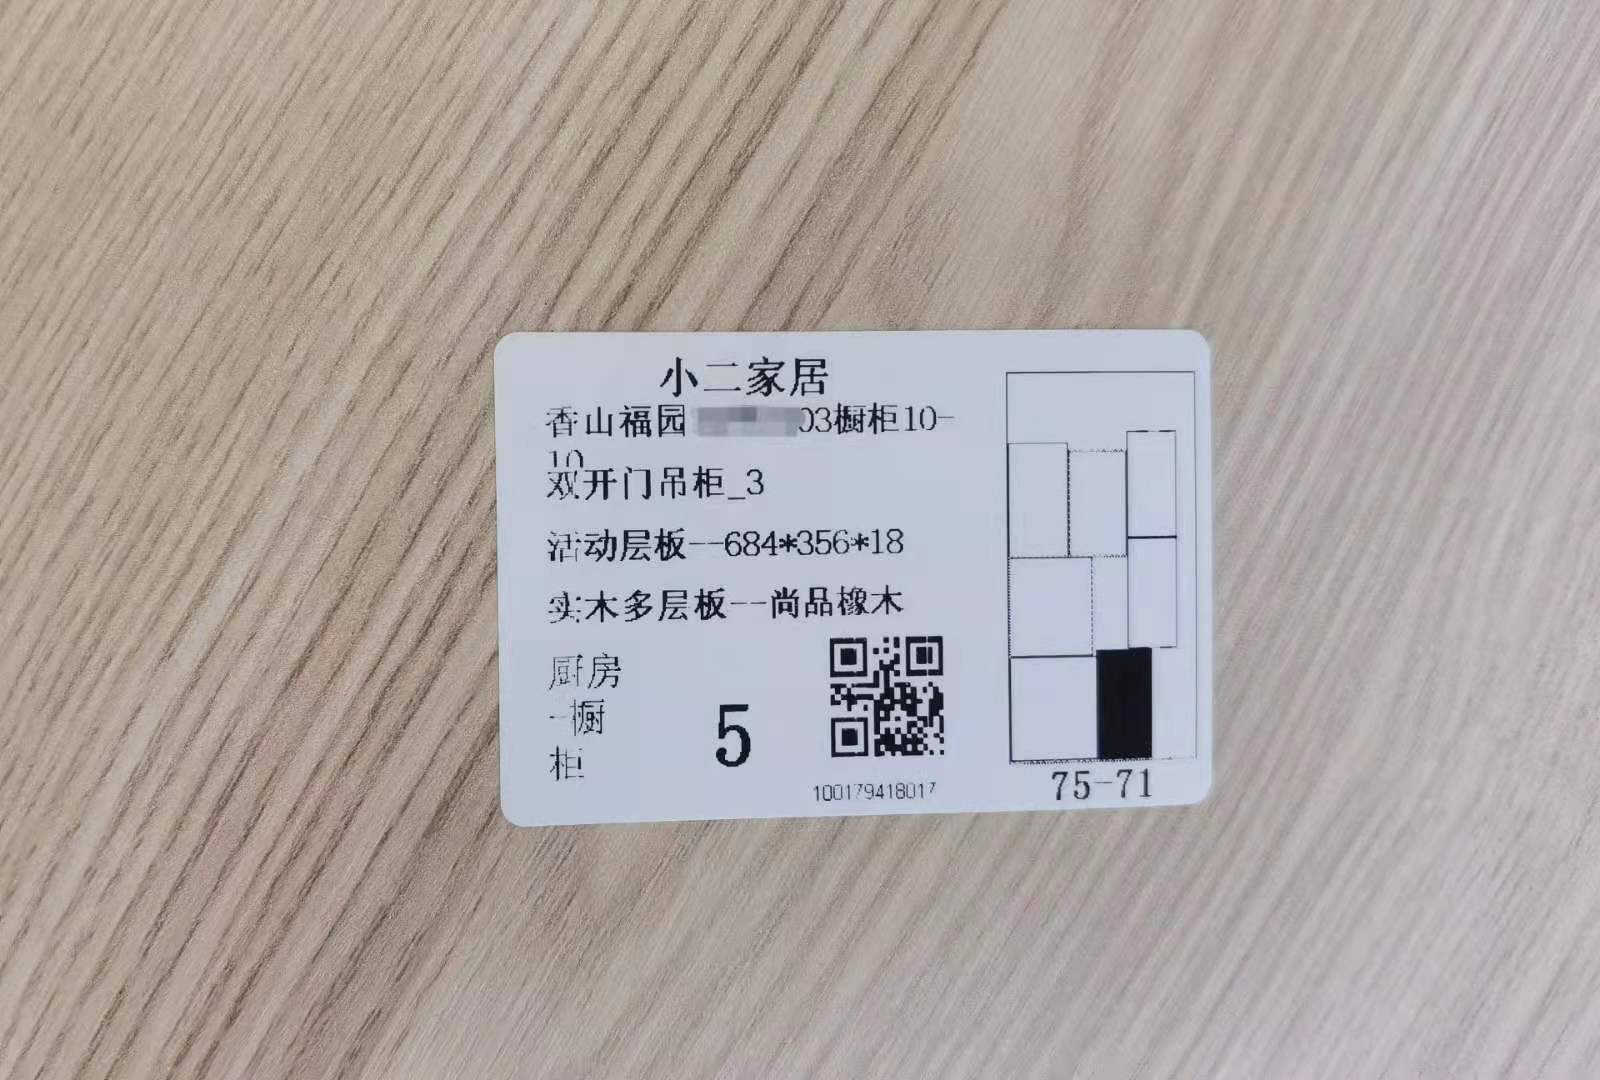 小二家居
香山福园 03橱柜10-
10
双开门吊柜_3
活动层板--684*356*18
实木多层板--尚品橡木
厨房
-橱
柜
5
100179418017
75-71